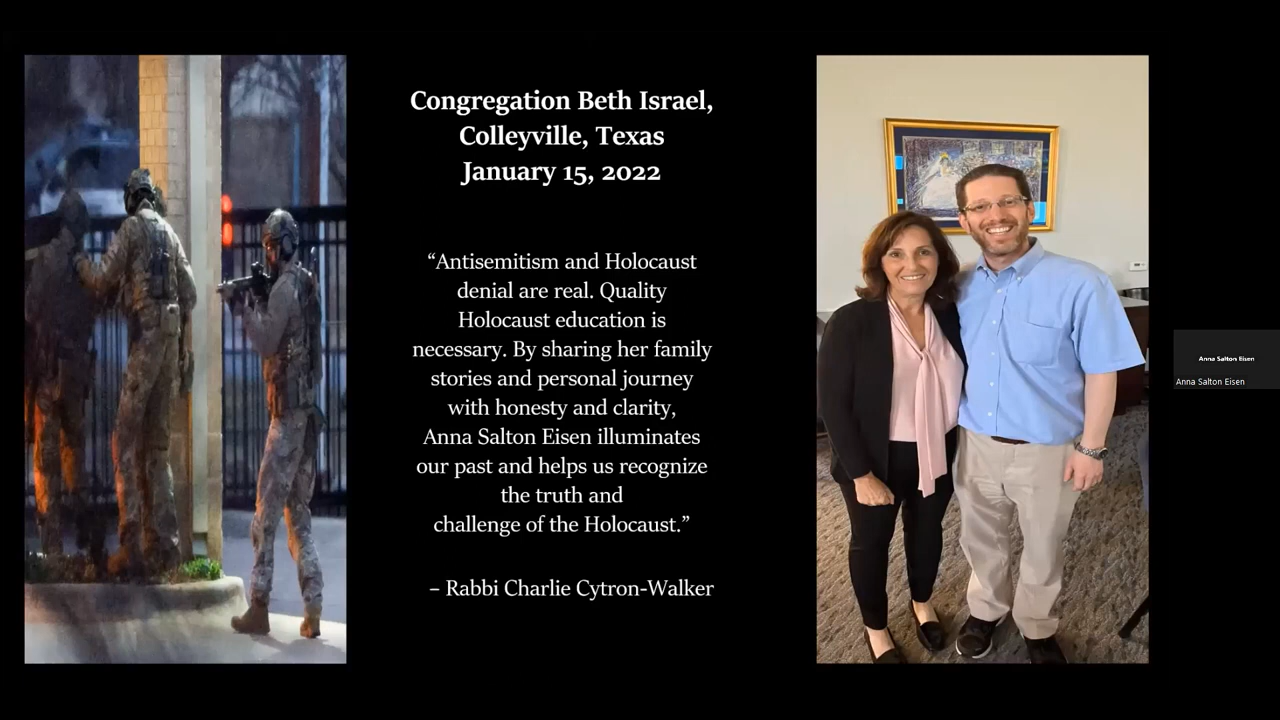 Congregation Beth Israel,
Colleyville, Texas
January 15, 2022
“Antisemitism and Holocaust
denial are real. Quality
Holocaust education is
necessary. By sharing her family
stories and personal journey
with honesty and clarity,
Anna Salton Eisen illuminates
our past and helps us recognize
the truth and
challenge of the Holocaust.”
– Rabbi Charlie Cytron-Walker
Anna Salton Eisen
Anna Salton Eisen